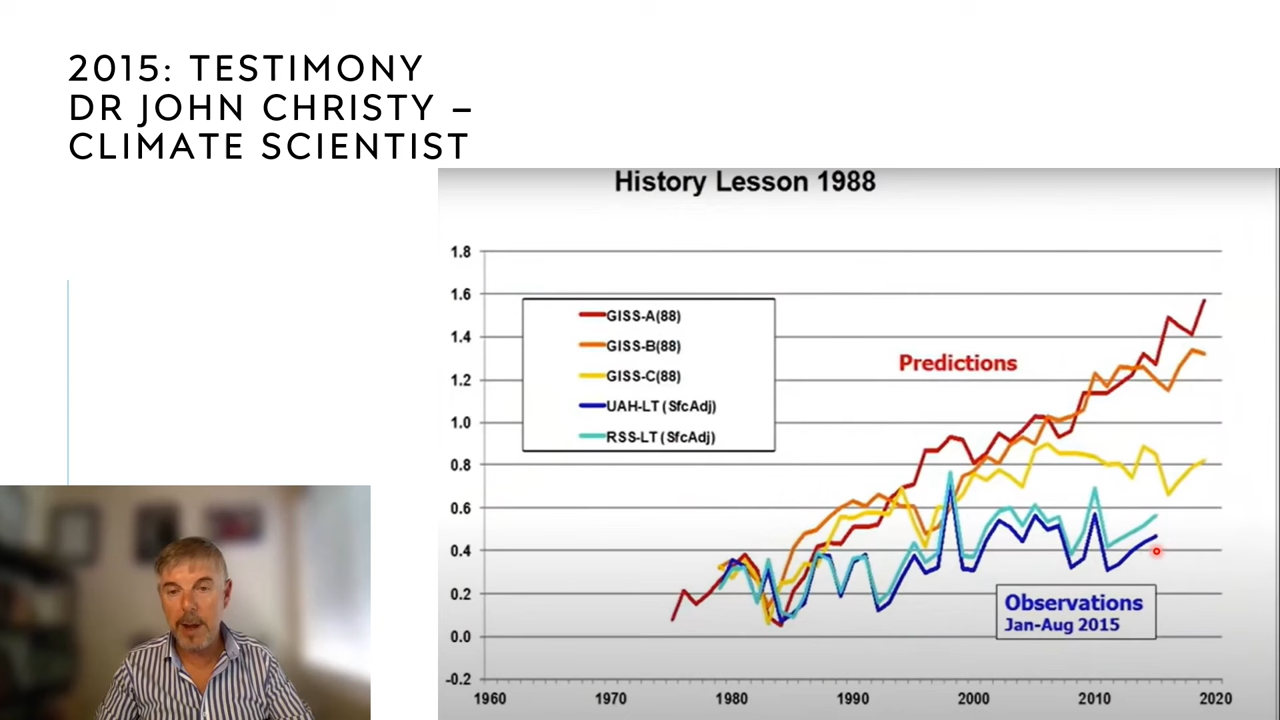 2015: TESTIMONY
DR JOHN CHRISTY –
CLIMATE SCIENTIST
History Lesson 1988
1.8
1.6
1.4
1.2
1.0
0.8
0.6
0.4
0.2
0.0
-0.2
GISS-A(88)
GISS-B(88)
GISS-C(88)
UAH-LT (SfcAdj)
RSS-LT (SfcAdj)
Predictions
Observations
Jan-Aug 2015
1960 1970 1980 1990 2000 2010 2020